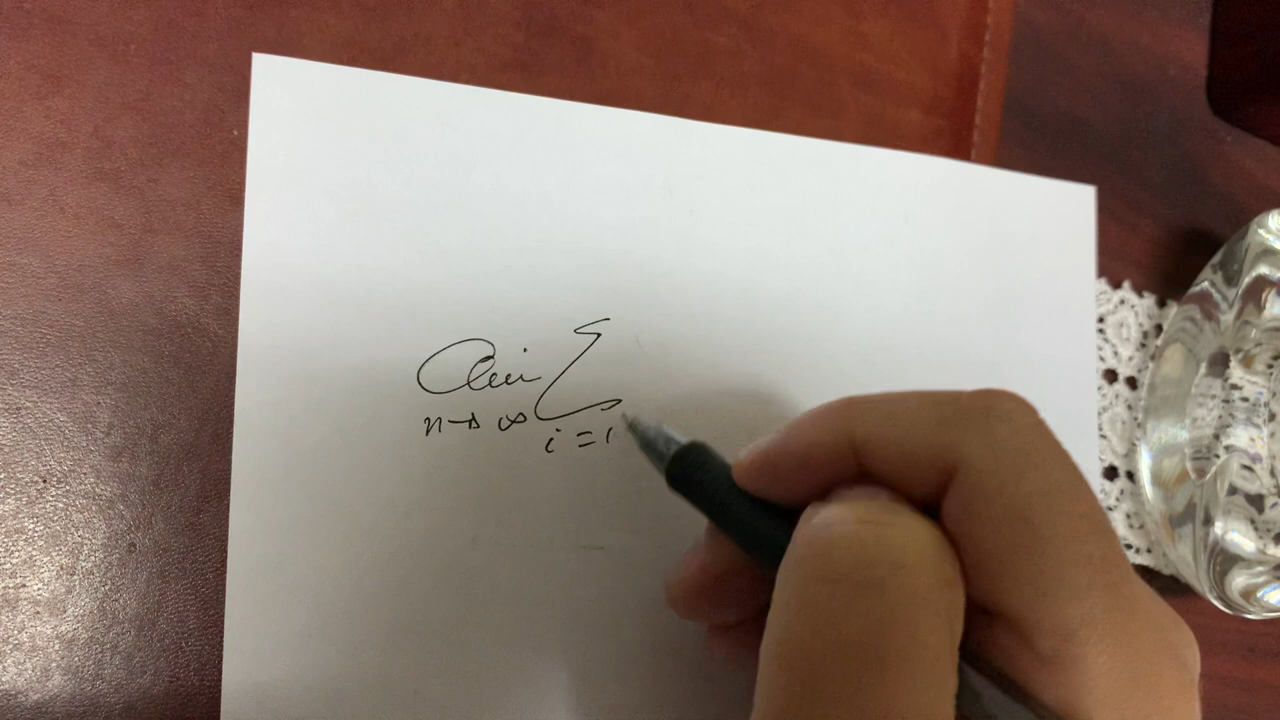 lim Σ
n→∞ i=1